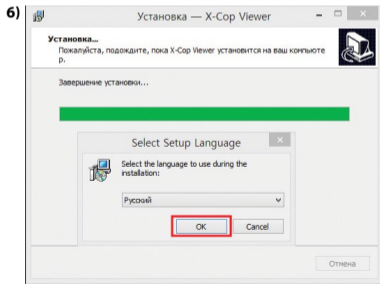 6)
Установка — X-Cop Viewer
Установка...
Пожалуйста, подождите, пока X-Cop Viewer установится на ваш компьюте
р.
Завершение установки...
Select Setup Language
Select the language to use during the
installation:
Русский
OK Cancel
Отмена